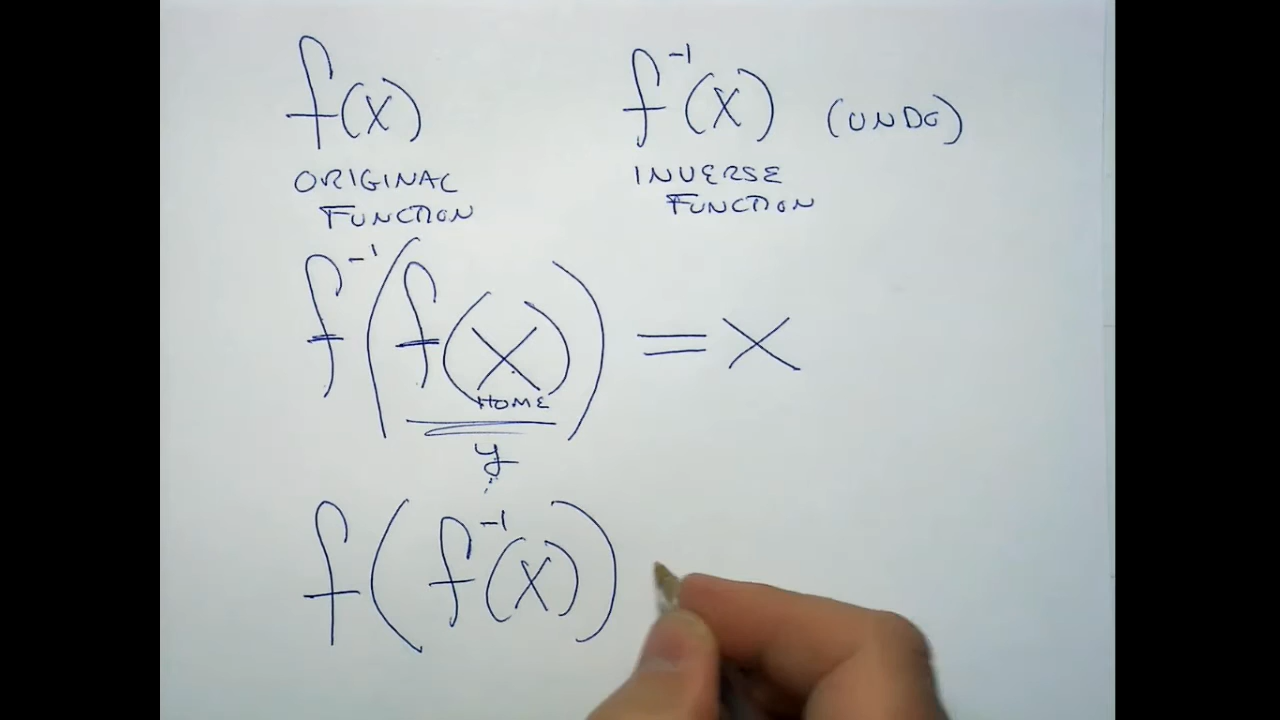 f(x) f⁻¹(x) (UNDO)
ORIGINAL INVERSE
FUNCTION FUNCTION
f⁻¹(f(x)) = x
HOME
y
f(f⁻¹(x))